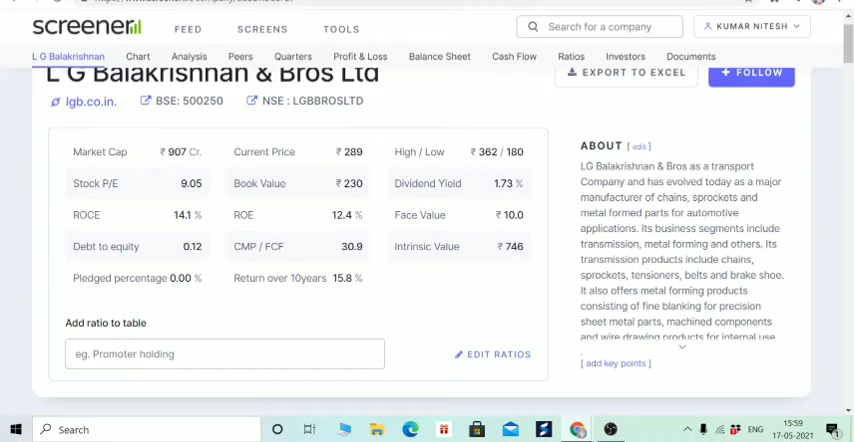 screener
FEED
SCREENS
TOOLS
Search for a company
KUMAR NITESH
L G Balakrishnan
Chart
Analysis
Peers
Quarters
Profit & Loss
Balance Sheet
Cash Flow
Ratios
Investors
Documents
L G Balakrishnan & Bros Ltd
EXPORT TO EXCEL
+ FOLLOW
lgb.co.in.
BSE: 500250
NSE : LGBBROSLTD
Market Cap ₹ 907 Cr.
Current Price ₹ 289
High / Low ₹ 362 / 180
Stock P/E 9.05
Book Value ₹ 230
Dividend Yield 1.73 %
ROCE 14.1 %
ROE 12.4 %
Face Value ₹ 10.0
Debt to equity 0.12
CMP / FCF 30.9
Intrinsic Value ₹ 746
Pledged percentage 0.00 %
Return over 10years 15.8 %
Add ratio to table
eg. Promoter holding
EDIT RATIOS
ABOUT [ edit ]
LG Balakrishnan & Bros as a transport
Company and has evolved today as a major
manufacturer of chains, sprockets and
metal formed parts for automotive
applications. Its business segments include
transmission, metal forming and others. Its
transmission products include chains,
sprockets, tensioners, belts and brake shoe.
It also offers metal forming products
consisting of fine blanking for precision
sheet metal parts, machined components
and wire drawing products for internal use
[ add key points ]
Search
ENG
15:59
17-05-2021